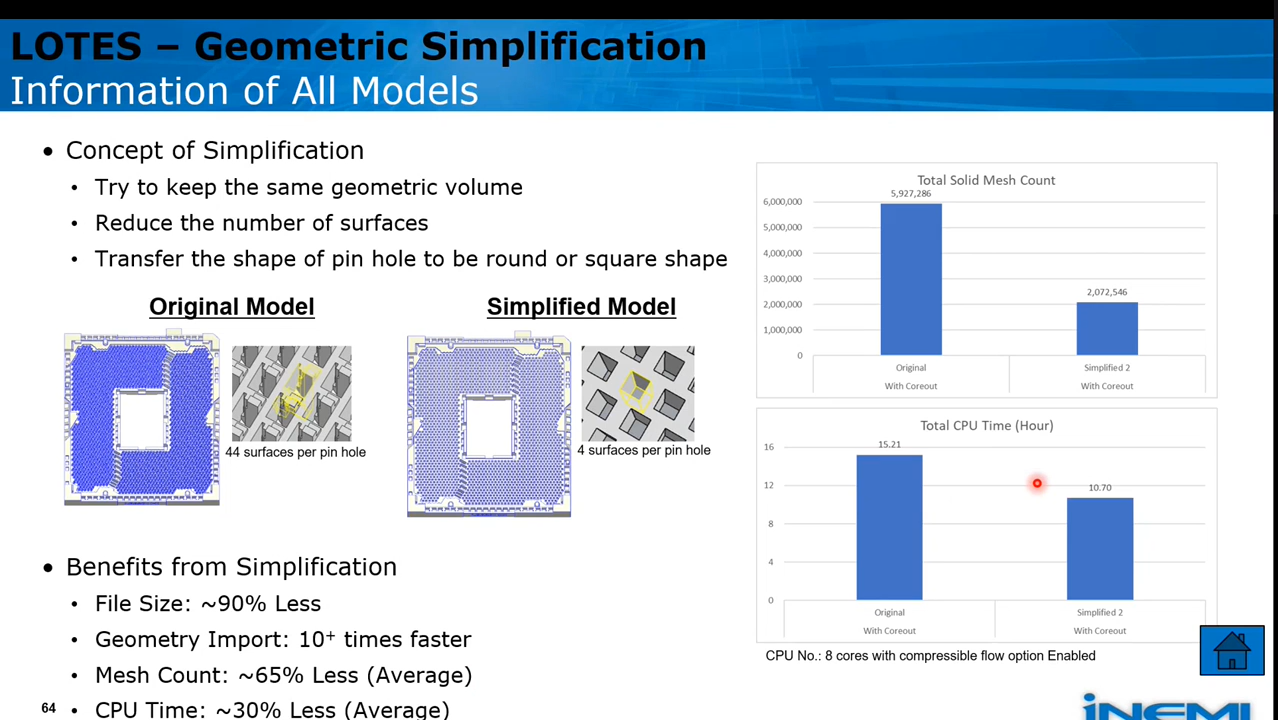 LOTES – Geometric Simplification
Information of All Models
• Concept of Simplification
• Try to keep the same geometric volume
• Reduce the number of surfaces
• Transfer the shape of pin hole to be round or square shape
Original Model
Simplified Model
44 surfaces per pin hole
4 surfaces per pin hole
• Benefits from Simplification
• File Size: ~90% Less
• Geometry Import: 10⁺ times faster
• Mesh Count: ~65% Less (Average)
• CPU Time: ~30% Less (Average)
64
Total Solid Mesh Count
5,927,286
6,000,000
5,000,000
4,000,000
3,000,000
2,000,000
1,000,000
0
2,072,546
Original
Simplified 2
With Coreout
With Coreout
Total CPU Time (Hour)
15.21
16
12
8
4
0
10.70
Original
Simplified 2
With Coreout
With Coreout
CPU No.: 8 cores with compressible flow option Enabled
iNEMI